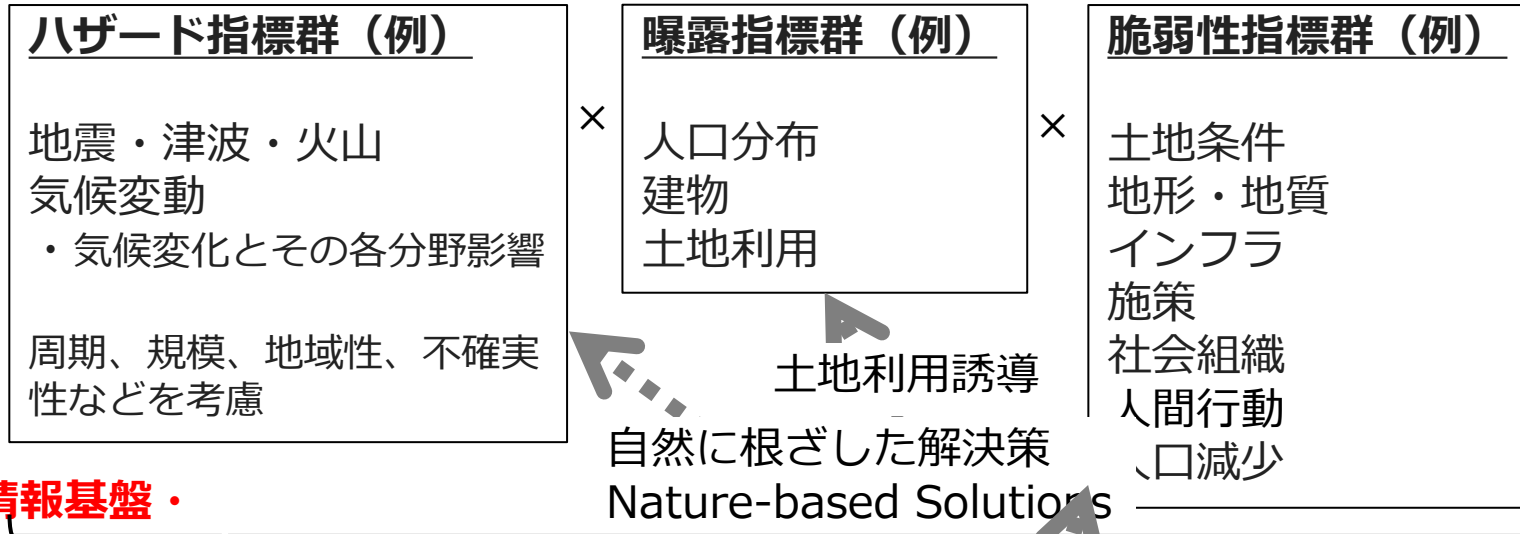 ハザード指標群（例）
地震・津波・火山
気候変動
・気候変化とその各分野影響
周期、規模、地域性、不確実
性などを考慮
×
曝露指標群（例）
人口分布
建物
土地利用
×
脆弱性指標群（例）
土地条件
地形・地質
インフラ
施策
社会組織
人間行動
人口減少
土地利用誘導
自然に根ざした解決策
Nature-based Solutions
情報基盤・